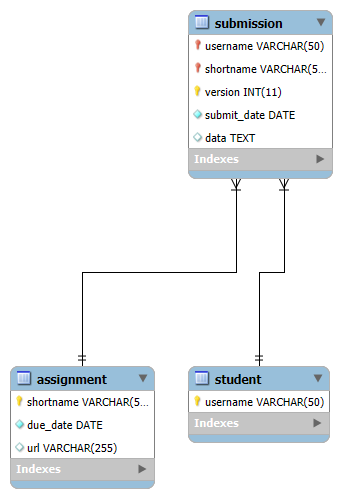 submission
username VARCHAR(50)
shortname VARCHAR(5...
version INT(11)
submit_date DATE
data TEXT
Indexes
assignment
shortname VARCHAR(5...
due_date DATE
url VARCHAR(255)
Indexes
student
username VARCHAR(50)
Indexes